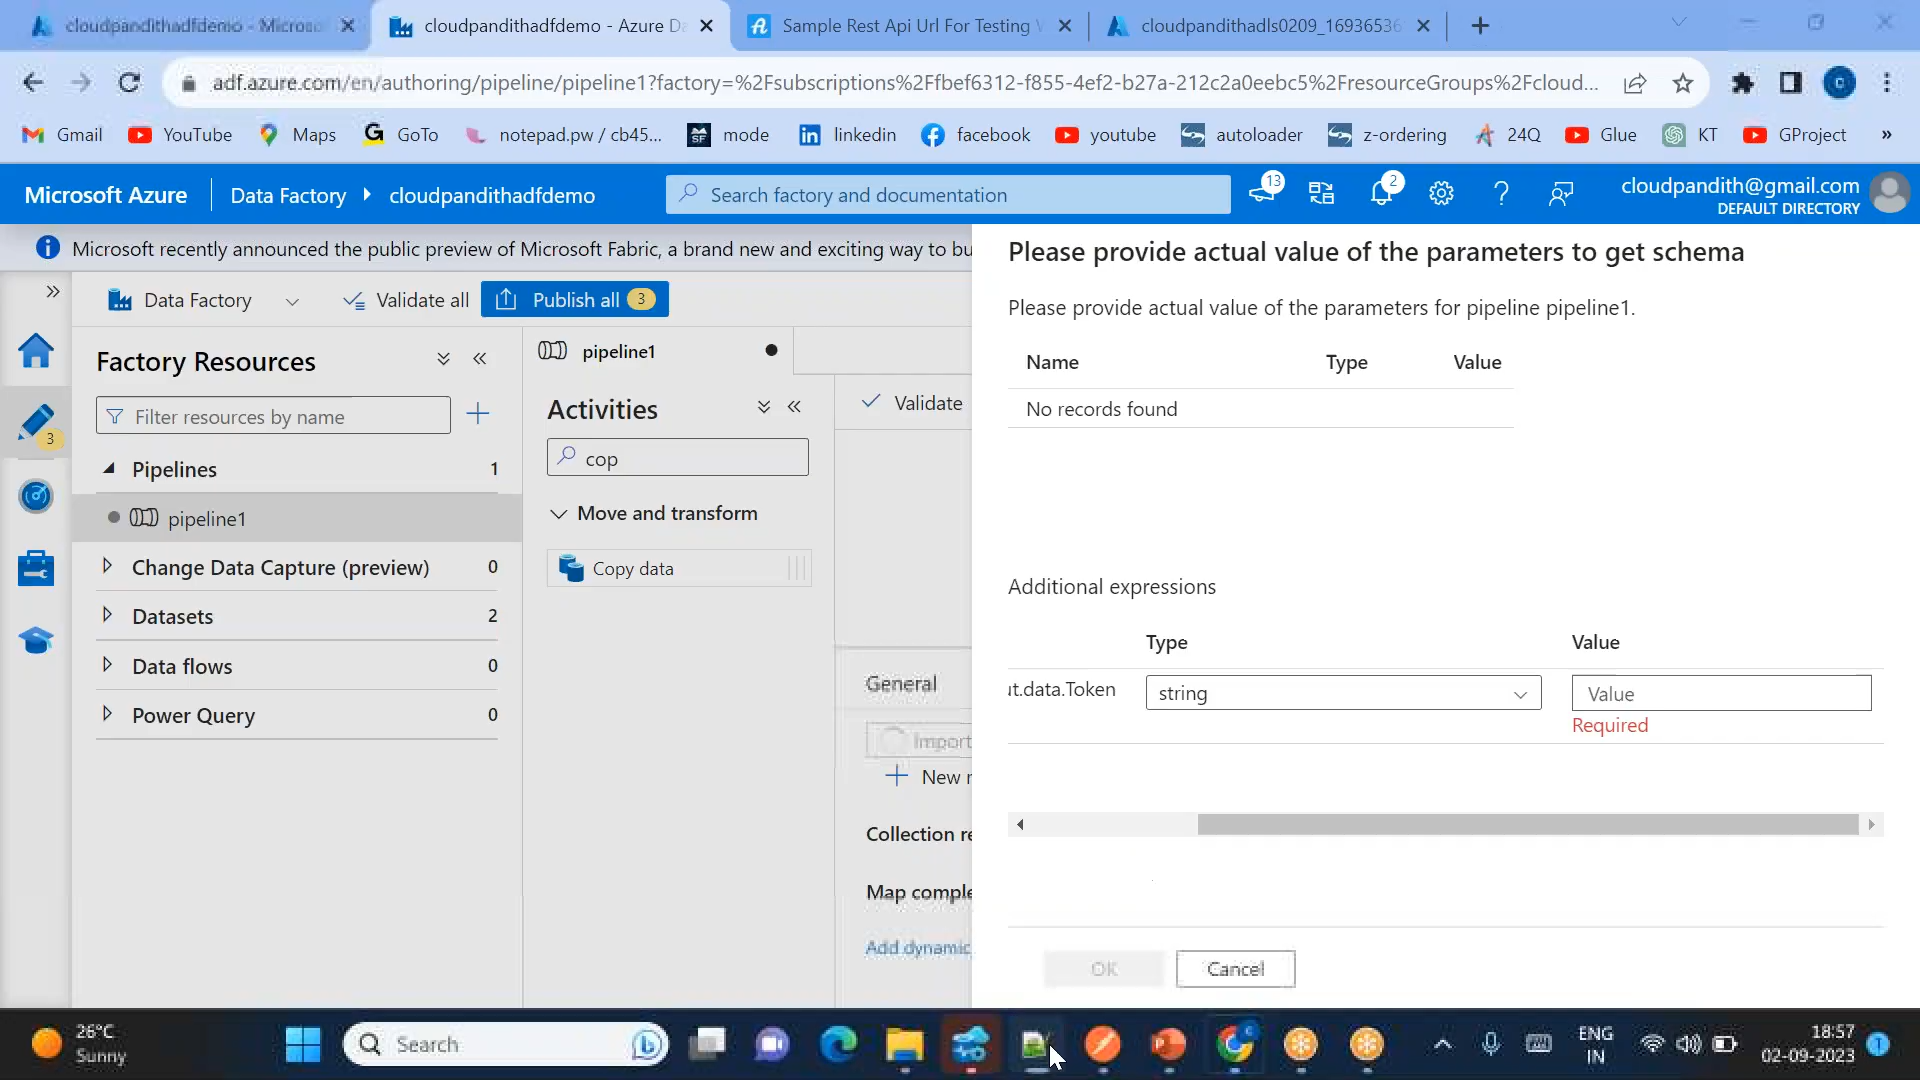 cloudpandithadfdemo - Microso
cloudpandithadfdemo - Azure Da
Sample Rest Api Url For Testing
cloudpandithadls0209_16936536
adf.azure.com/en/authoring/pipeline/pipeline1?factory=%2Fsubscriptions%2Ffbef6312-f855-4ef2-b27a-212c2a0eebc5%2FresourceGroups%2Fcloud...
Gmail YouTube Maps GoTo notepad.pw / cb45... mode linkedin facebook youtube autoloader z-ordering 24Q Glue KT GProject »
Microsoft Azure Data Factory cloudpandithadfdemo
Search factory and documentation
13
2
cloudpandith@gmail.com
DEFAULT DIRECTORY
Microsoft recently announced the public preview of Microsoft Fabric, a brand new and exciting way to bu
Data Factory
Validate all
Publish all 3
3
Factory Resources
Filter resources by name
Pipelines 1
pipeline1
Change Data Capture (preview) 0
Datasets 2
Data flows 0
Power Query 0
pipeline1
Activities
cop
Move and transform
Copy data
Validate
General
Import
New r
Collection re
Map comple
Add dynamic
Please provide actual value of the parameters to get schema
Please provide actual value of the parameters for pipeline pipeline1.
Name Type Value
No records found
Additional expressions
Type Value
ut.data.Token string Value
Required
OK Cancel
26°C
Sunny
Search
ENG
IN
18:57
02-09-2023
1